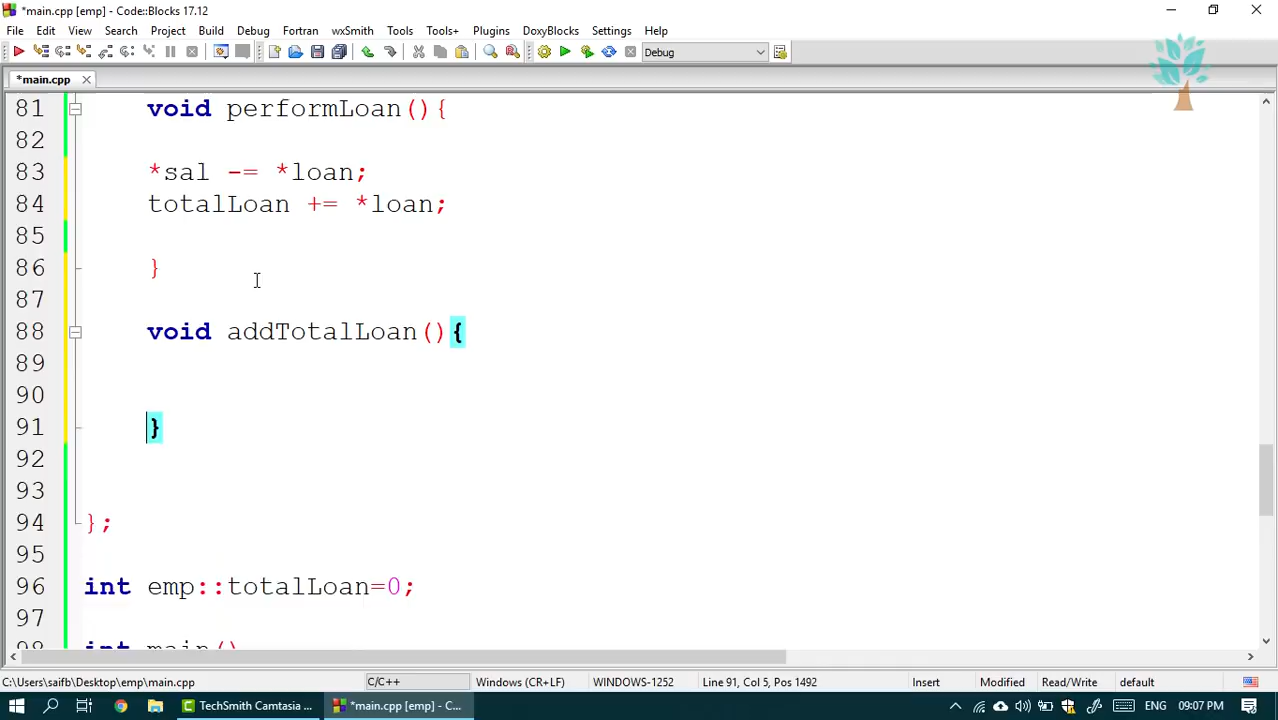 *main.cpp [emp] - Code::Blocks 17.12
File Edit View Search Project Build Debug Fortran wxSmith Tools Tools+ Plugins DoxyBlocks Settings Help
Debug
*main.cpp
81 void performLoan(){
82
83 *sal -= *loan;
84 totalLoan += *loan;
85
86 }
87
88 void addTotalLoan(){
89
90
91 }
92
93
94 };
95
96 int emp::totalLoan=0;
97
98 int main()
C:\Users\saifb\Desktop\emp\main.cpp C/C++ Windows (CR+LF) WINDOWS-1252 Line 91, Col 5, Pos 1492 Insert Modified Read/Write default
TechSmith Camtasia *main.cpp [emp] - C... ENG 09:07 PM